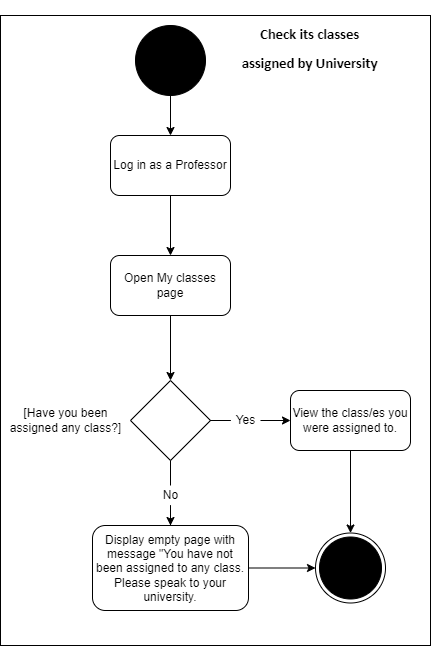 Check its classes
assigned by University
Log in as a Professor
Open My classes
page
[Have you been
assigned any class?]
Yes
View the class/es you
were assigned to.
No
Display empty page with
message "You have not
been assigned to any class.
Please speak to your
university.